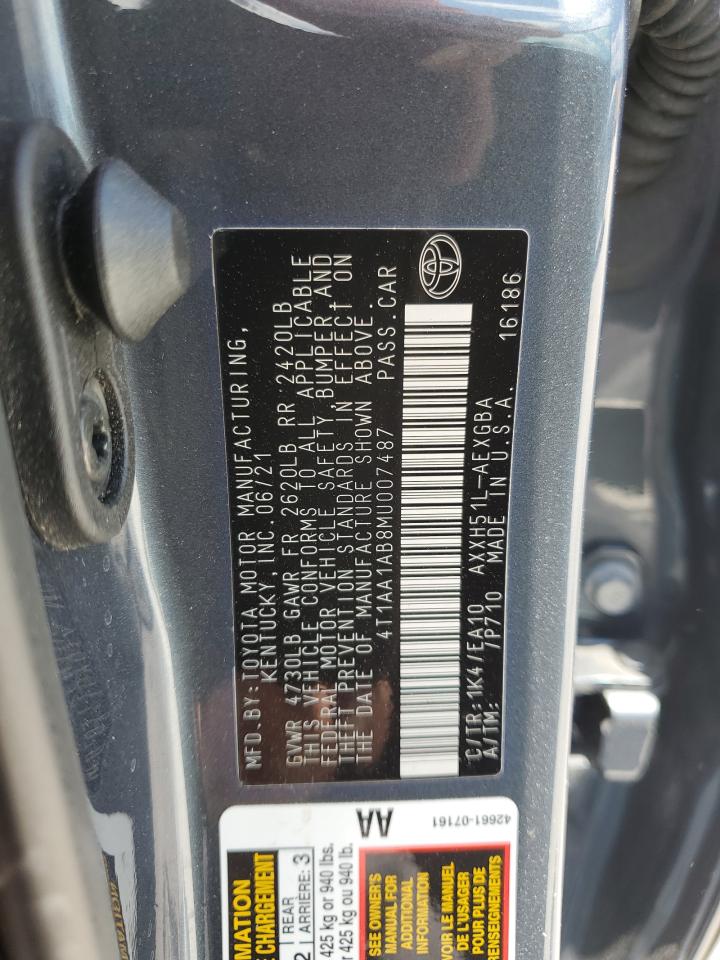 MFD.BY:TOYOTA MOTOR MANUFACTURING,
KENTUCKY, INC.06/21
GVWR 4730LB GAWR FR 2620LB RR 2420LB
THIS VEHICLE CONFORMS TO ALL APPLICABLE
FEDERAL MOTOR VEHICLE SAFETY, BUMPER AND
THEFT PREVENTION STANDARDS IN EFFECT ON
THE DATE OF MANUFACTURE SHOWN ABOVE.
4T1AA1AB8MU007487 PASS.CAR
C/TR:1K4/EA10 AXXH51L-AEXGBA
A/TM: /P710 MADE IN U.S.A. 16186
AA
42661-07161
CHARGEMENT
REAR
ARRIÈRE: 3
425 kg or 940 lbs.
425 kg ou 940 lb.
SEE OWNER'S
MANUAL FOR
ADDITIONAL
INFORMATION
VOIR LE MANUEL
DE L'USAGER
POUR PLUS DE